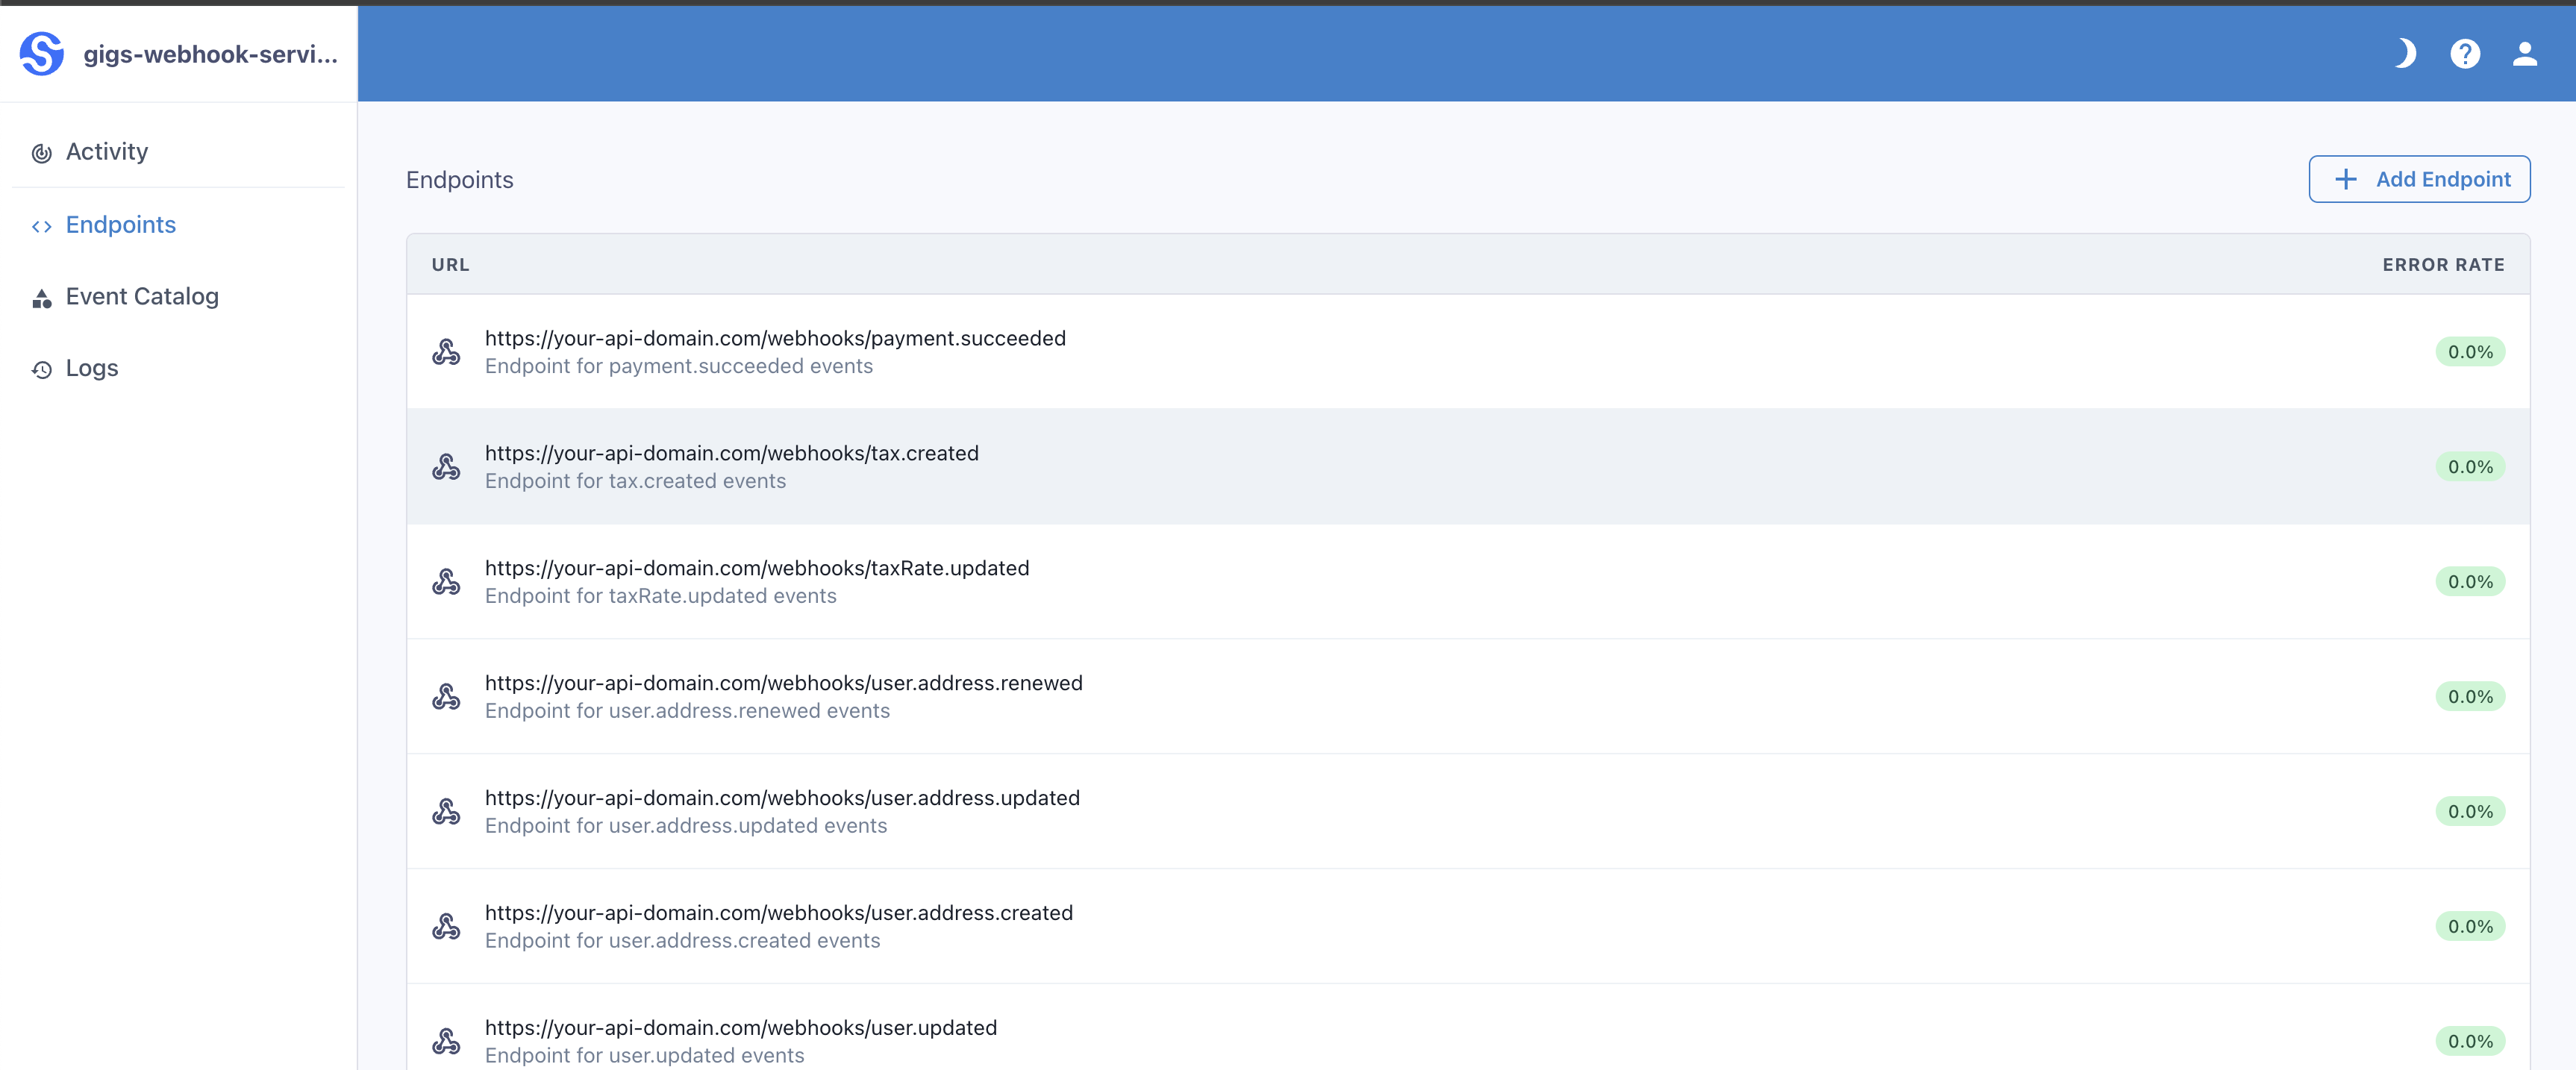 gigs-webhook-servi...
Activity
Endpoints
Event Catalog
Logs
Endpoints
Add Endpoint
URL
ERROR RATE
https://your-api-domain.com/webhooks/payment.succeeded
Endpoint for payment.succeeded events
0.0%
https://your-api-domain.com/webhooks/tax.created
Endpoint for tax.created events
0.0%
https://your-api-domain.com/webhooks/taxRate.updated
Endpoint for taxRate.updated events
0.0%
https://your-api-domain.com/webhooks/user.address.renewed
Endpoint for user.address.renewed events
0.0%
https://your-api-domain.com/webhooks/user.address.updated
Endpoint for user.address.updated events
0.0%
https://your-api-domain.com/webhooks/user.address.created
Endpoint for user.address.created events
0.0%
https://your-api-domain.com/webhooks/user.updated
Endpoint for user.updated events
0.0%